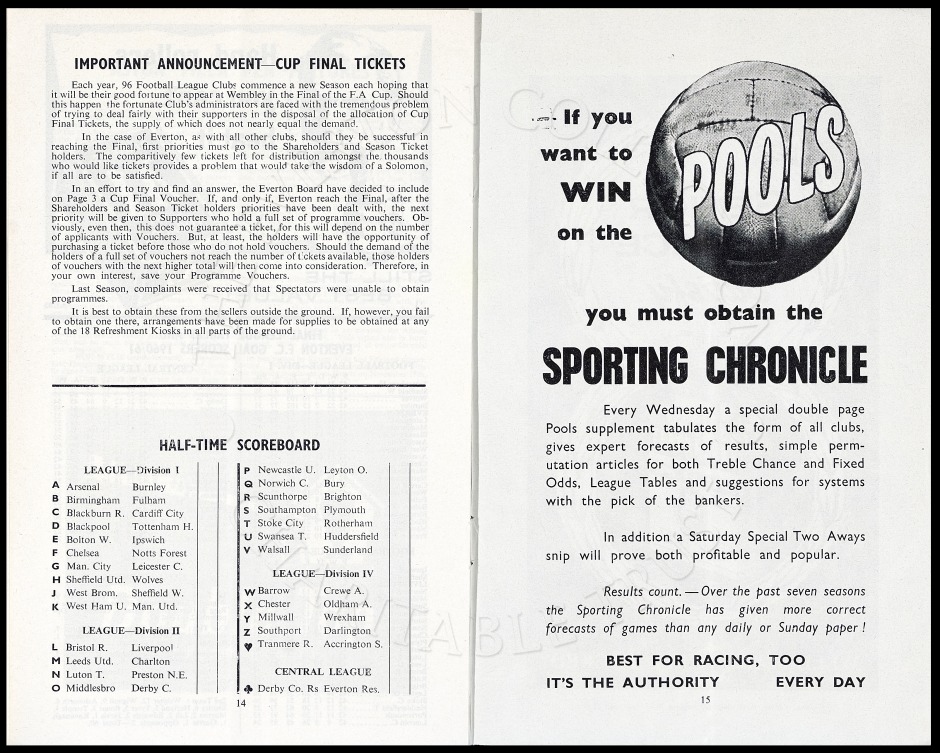 IMPORTANT ANNOUNCEMENT—CUP FINAL TICKETS
Each year, 96 Football League Clubs commence a new Season each hoping that
it will be their good fortune to appear at Wembley in the Final of the F.A Cup. Should
this happen the fortunate Club's administrators are faced with the tremendous problem
of trying to deal fairly with their supporters in the disposal of the allocation of Cup
Final Tickets, the supply of which does not nearly equal the demand.
In the case of Everton, as with all other clubs, should they be successful in
reaching the Final, first priorities must go to the Shareholders and Season Ticket
holders. The comparitively few tickets left for distribution amongst the thousands
who would like tickets provides a problem that would take the wisdom of a Solomon,
if all are to be satisfied.
In an effort to try and find an answer, the Everton Board have decided to include
on Page 3 a Cup Final Voucher. If, and only if, Everton reach the Final, after the
Shareholders and Season Ticket holders priorities have been dealt with, the next
priority will be given to Supporters who hold a full set of programme vouchers. Ob-
viously, even then, this does not guarantee a ticket, for this will depend on the number
of applicants with Vouchers. But, at least, the holders will have the opportunity of
purchasing a ticket before those who do not hold vouchers. Should the demand of the
holders of a full set of vouchers not reach the number of tickets available, those holders
of vouchers with the next higher total will then come into consideration. Therefore, in
your own interest, save your Programme Vouchers.
Last Season, complaints were received that Spectators were unable to obtain
programmes.
It is best to obtain these from the sellers outside the ground. If, however, you fail
to obtain one there, arrangements have been made for supplies to be obtained at any
of the 18 Refreshment Kiosks in all parts of the ground.
HALF-TIME SCOREBOARD
LEAGUE—Division I
A Arsenal Burnley
B Birmingham Fulham
C Blackburn R. Cardiff City
D Blackpool Tottenham H.
E Bolton W. Ipswich
F Chelsea Notts Forest
G Man. City Leicester C.
H Sheffield Utd. Wolves
J West Brom. Sheffield W.
K West Ham U. Man. Utd.
LEAGUE—Division II
L Bristol R. Liverpool
M Leeds Utd. Charlton
N Luton T. Preston N.E.
O Middlesbro Derby C.
P Newcastle U. Leyton O.
Q Norwich C. Bury
R Scunthorpe Brighton
S Southampton Plymouth
T Stoke City Rotherham
U Swansea T. Huddersfield
V Walsall Sunderland
LEAGUE—Division IV
W Barrow Crewe A.
X Chester Oldham A.
Y Millwall Wrexham
Z Southport Darlington
♥ Tranmere R. Accrington S.
CENTRAL LEAGUE
♣ Derby Co. Rs Everton Res.
14
If you
want to
WIN
on the
POOLS
you must obtain the
SPORTING CHRONICLE
Every Wednesday a special double page
Pools supplement tabulates the form of all clubs,
gives expert forecasts of results, simple perm-
utation articles for both Treble Chance and Fixed
Odds, League Tables and suggestions for systems
with the pick of the bankers.
In addition a Saturday Special Two Aways
snip will prove both profitable and popular.
Results count.—Over the past seven seasons
the Sporting Chronicle has given more correct
forecasts of games than any daily or Sunday paper!
BEST FOR RACING, TOO
IT'S THE AUTHORITY EVERY DAY
15